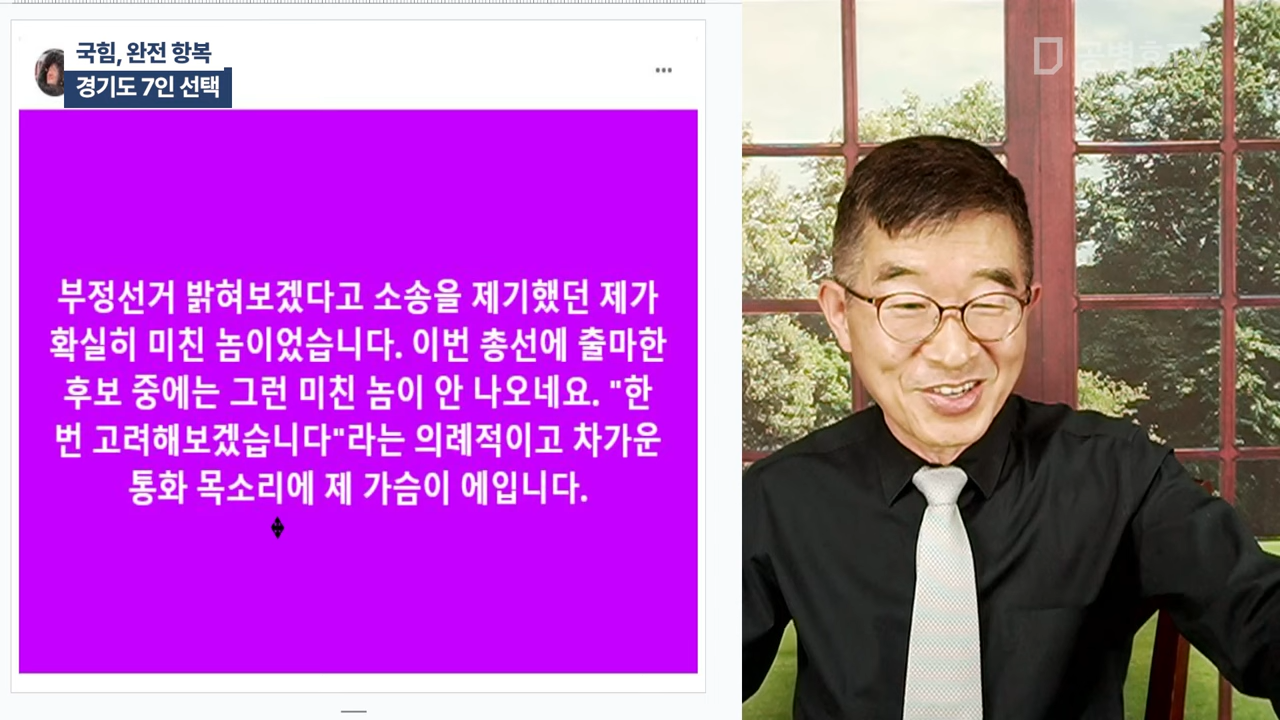 국힘, 완전 항복
경기도 7인 선택
공병호TV
부정선거 밝혀보겠다고 소송을 제기했던 제가
확실히 미친 놈이었습니다. 이번 총선에 출마한
후보 중에는 그런 미친 놈이 안 나오네요. "한
번 고려해보겠습니다"라는 의례적이고 차가운
통화 목소리에 제 가슴이 에입니다.